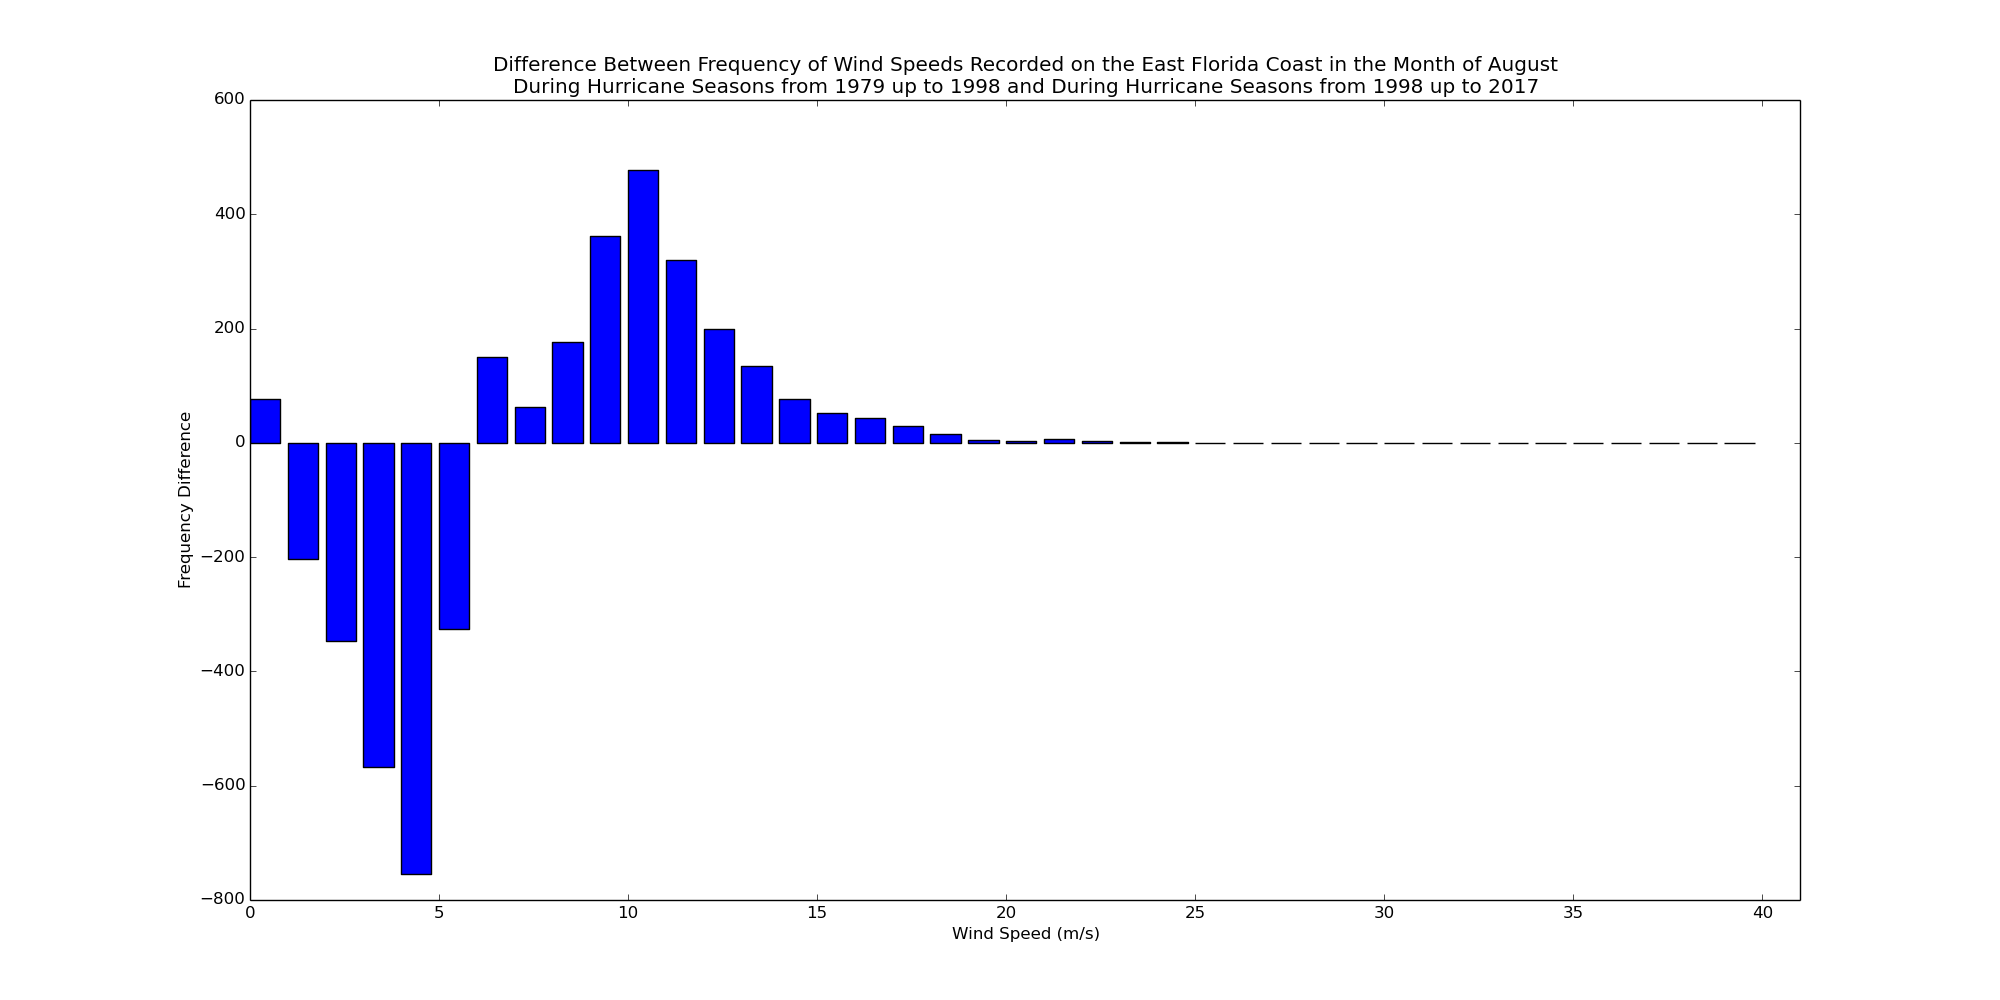 Difference Between Frequency of Wind Speeds Recorded on the East Florida Coast in the Month of August
During Hurricane Seasons from 1979 up to 1998 and During Hurricane Seasons from 1998 up to 2017
600
400
200
0
−200
−400
−600
−800
Frequency Difference
0 5 10 15 20 25 30 35 40
Wind Speed (m/s)